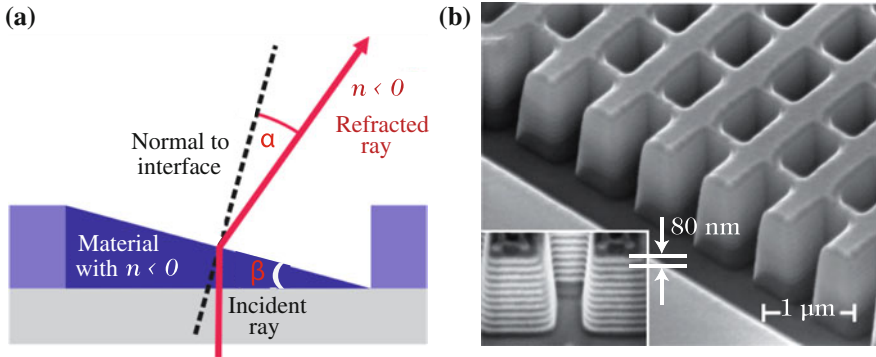 (a)
n < 0
Refracted
ray
Normal to
interface
α
Material
with n < 0
β
Incident
ray
(b)
80 nm
1 μm